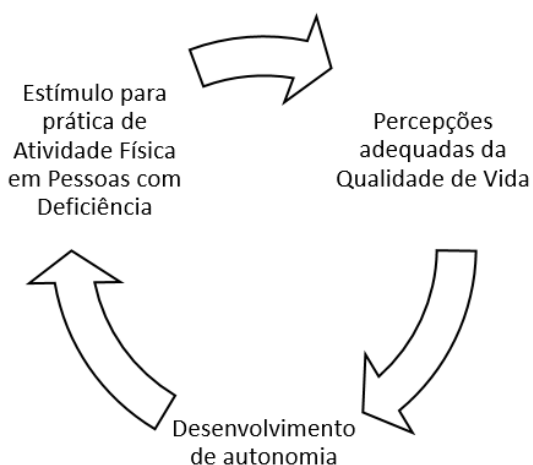 Estímulo para
prática de
Atividade Física
em Pessoas com
Deficiência
Percepções
adequadas da
Qualidade de Vida
Desenvolvimento
de autonomia